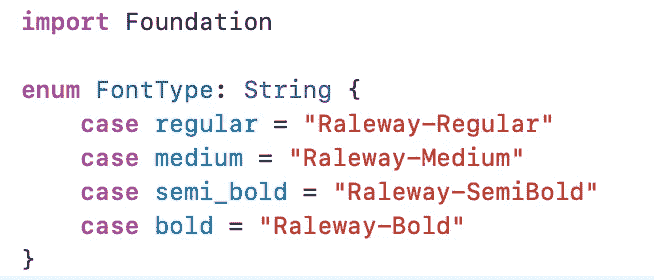 import Foundation
enum FontType: String {
case regular = "Raleway-Regular"
case medium = "Raleway-Medium"
case semi_bold = "Raleway-SemiBold"
case bold = "Raleway-Bold"
}